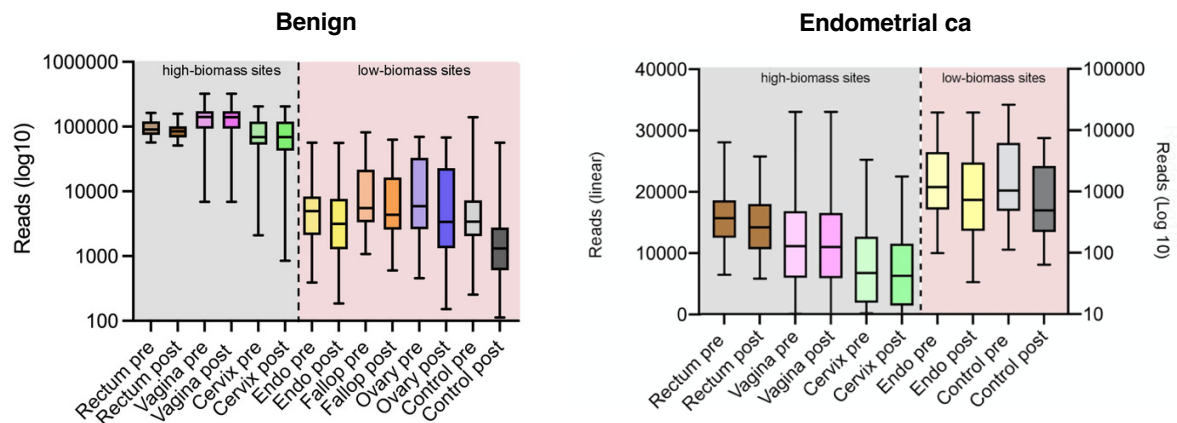 Benign
Reads (log10)
1000000
100000
10000
1000
100
high-biomass sites
low-biomass sites
Rectum pre
Rectum post
Vagina pre
Vagina post
Cervix pre
Cervix post
Endo pre
Endo post
Fallop pre
Fallop post
Ovary pre
Ovary post
Control pre
Control post
Endometrial ca
Reads (linear)
40000
30000
20000
10000
0
high-biomass sites
low-biomass sites
100000
10000
1000
100
10
Reads (Log 10)
Rectum pre
Rectum post
Vagina pre
Vagina post
Cervix pre
Cervix post
Endo pre
Endo post
Control pre
Control post